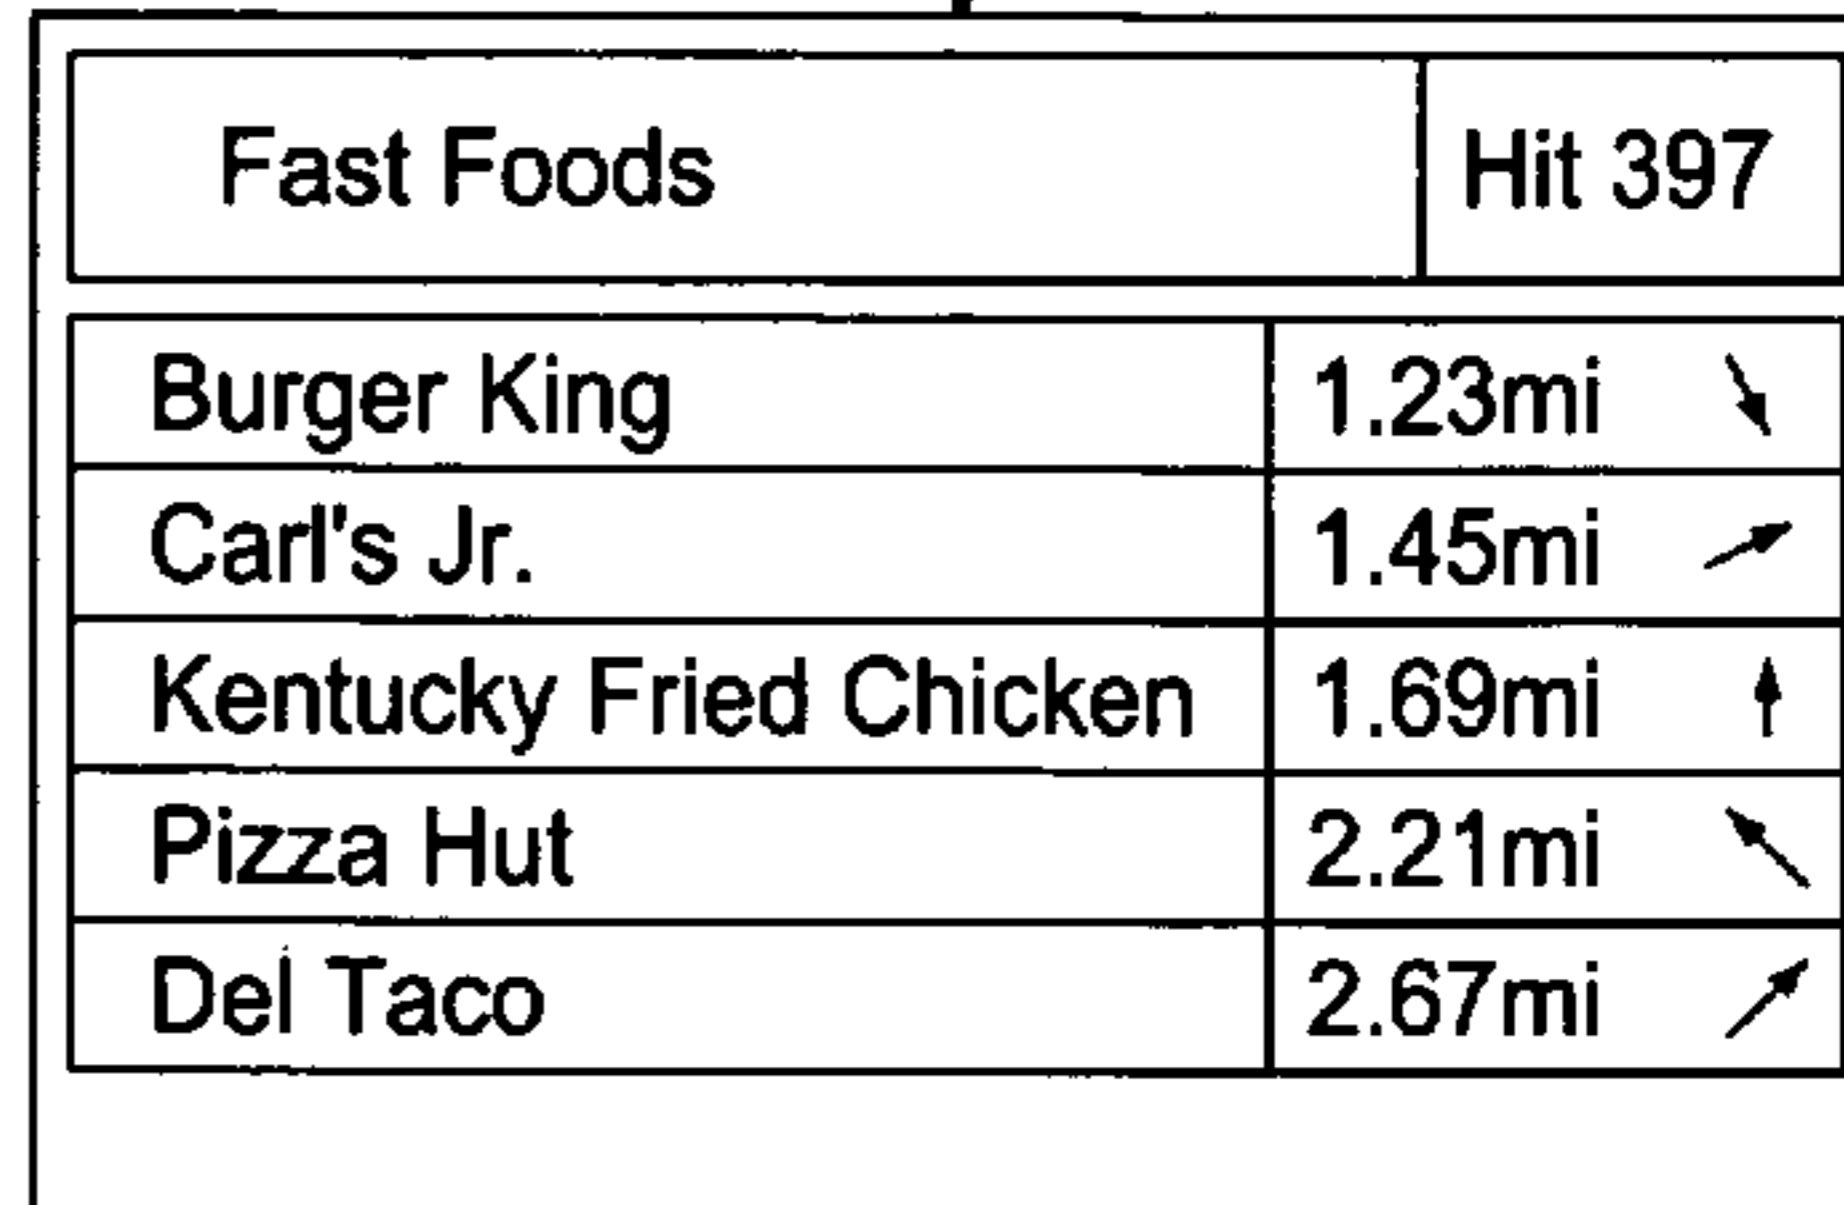 Fast Foods Hit 397
Burger King 1.23mi
Carl's Jr. 1.45mi
Kentucky Fried Chicken 1.69mi
Pizza Hut 2.21mi
Del Taco 2.67mi